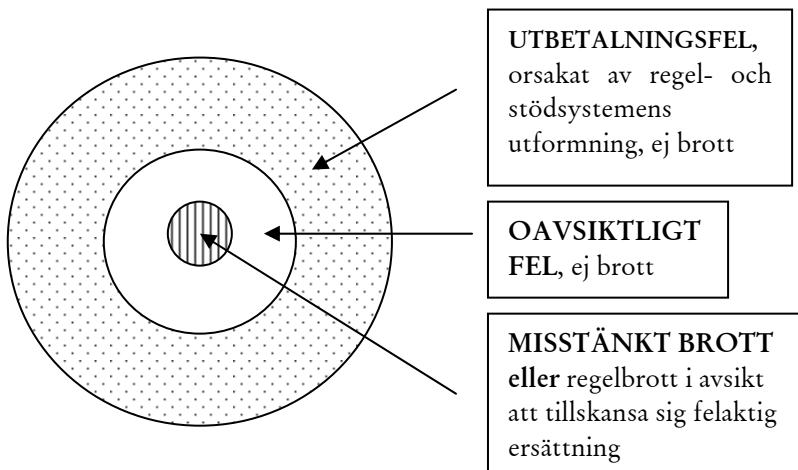 UTBETALNINGSFEL,
orsakat av regel- och
stödsystemens
utformning, ej brott
OAVSIKTLIGT
FEL, ej brott
MISSTÄNKT BROTT
eller regelbrott i avsikt
att tillskansa sig felaktig
ersättning